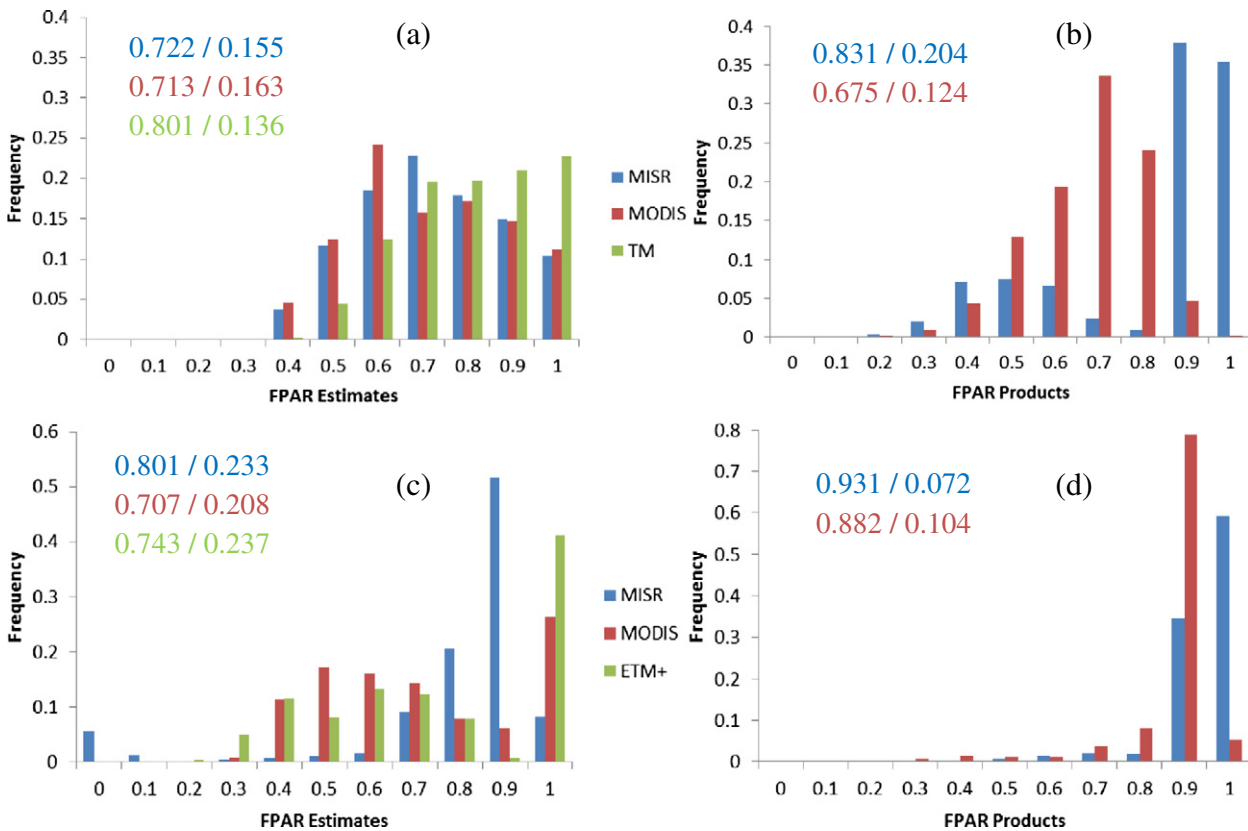 (a)
0.722 / 0.155
0.713 / 0.163
0.801 / 0.136
Frequency
0.4
0.35
0.3
0.25
0.2
0.15
0.1
0.05
0
0 0.1 0.2 0.3 0.4 0.5 0.6 0.7 0.8 0.9 1
FPAR Estimates
MISR
MODIS
TM
(b)
0.831 / 0.204
0.675 / 0.124
Frequency
0.4
0.35
0.3
0.25
0.2
0.15
0.1
0.05
0
0 0.1 0.2 0.3 0.4 0.5 0.6 0.7 0.8 0.9 1
FPAR Products
(c)
0.801 / 0.233
0.707 / 0.208
0.743 / 0.237
Frequency
0.6
0.5
0.4
0.3
0.2
0.1
0
0 0.1 0.2 0.3 0.4 0.5 0.6 0.7 0.8 0.9 1
FPAR Estimates
MISR
MODIS
ETM+
(d)
0.931 / 0.072
0.882 / 0.104
Frequency
0.8
0.7
0.6
0.5
0.4
0.3
0.2
0.1
0
0 0.1 0.2 0.3 0.4 0.5 0.6 0.7 0.8 0.9 1
FPAR Products